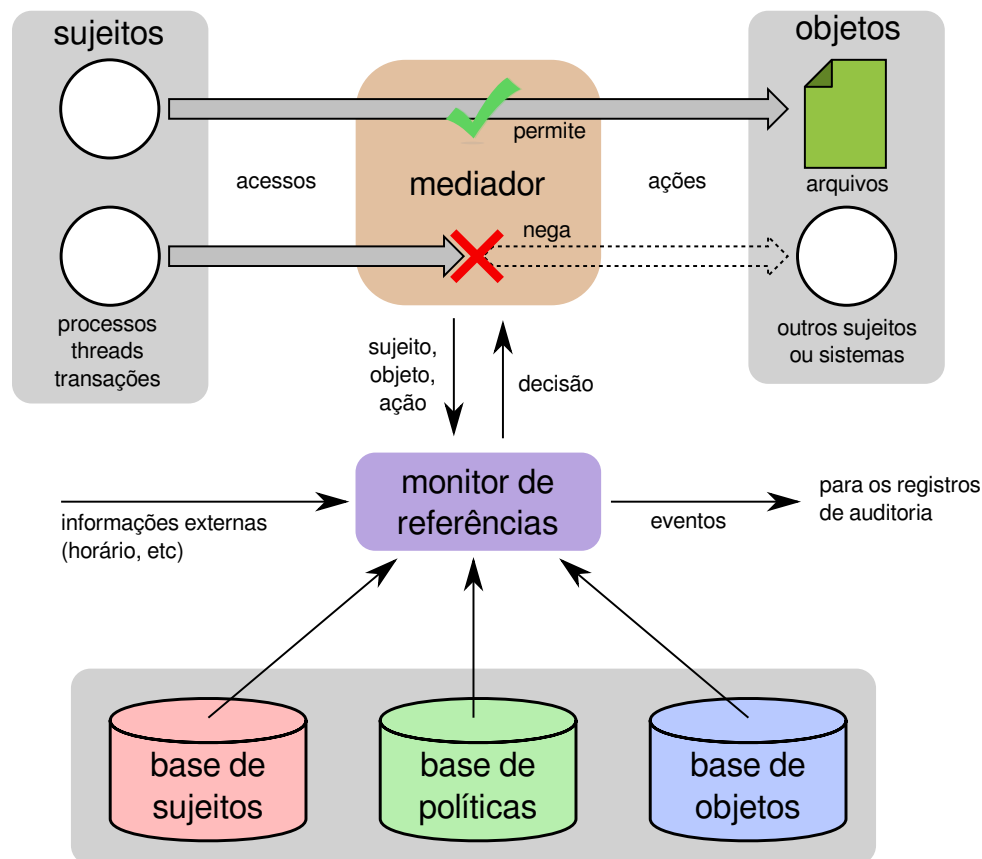 sujeitos
objetos
permite
acessos
mediador
ações
arquivos
nega
processos
threads
transações
outros sujeitos
ou sistemas
sujeito,
objeto,
ação
decisão
monitor de
referências
informações externas
(horário, etc)
eventos
para os registros
de auditoria
base de
sujeitos
base de
políticas
base de
objetos